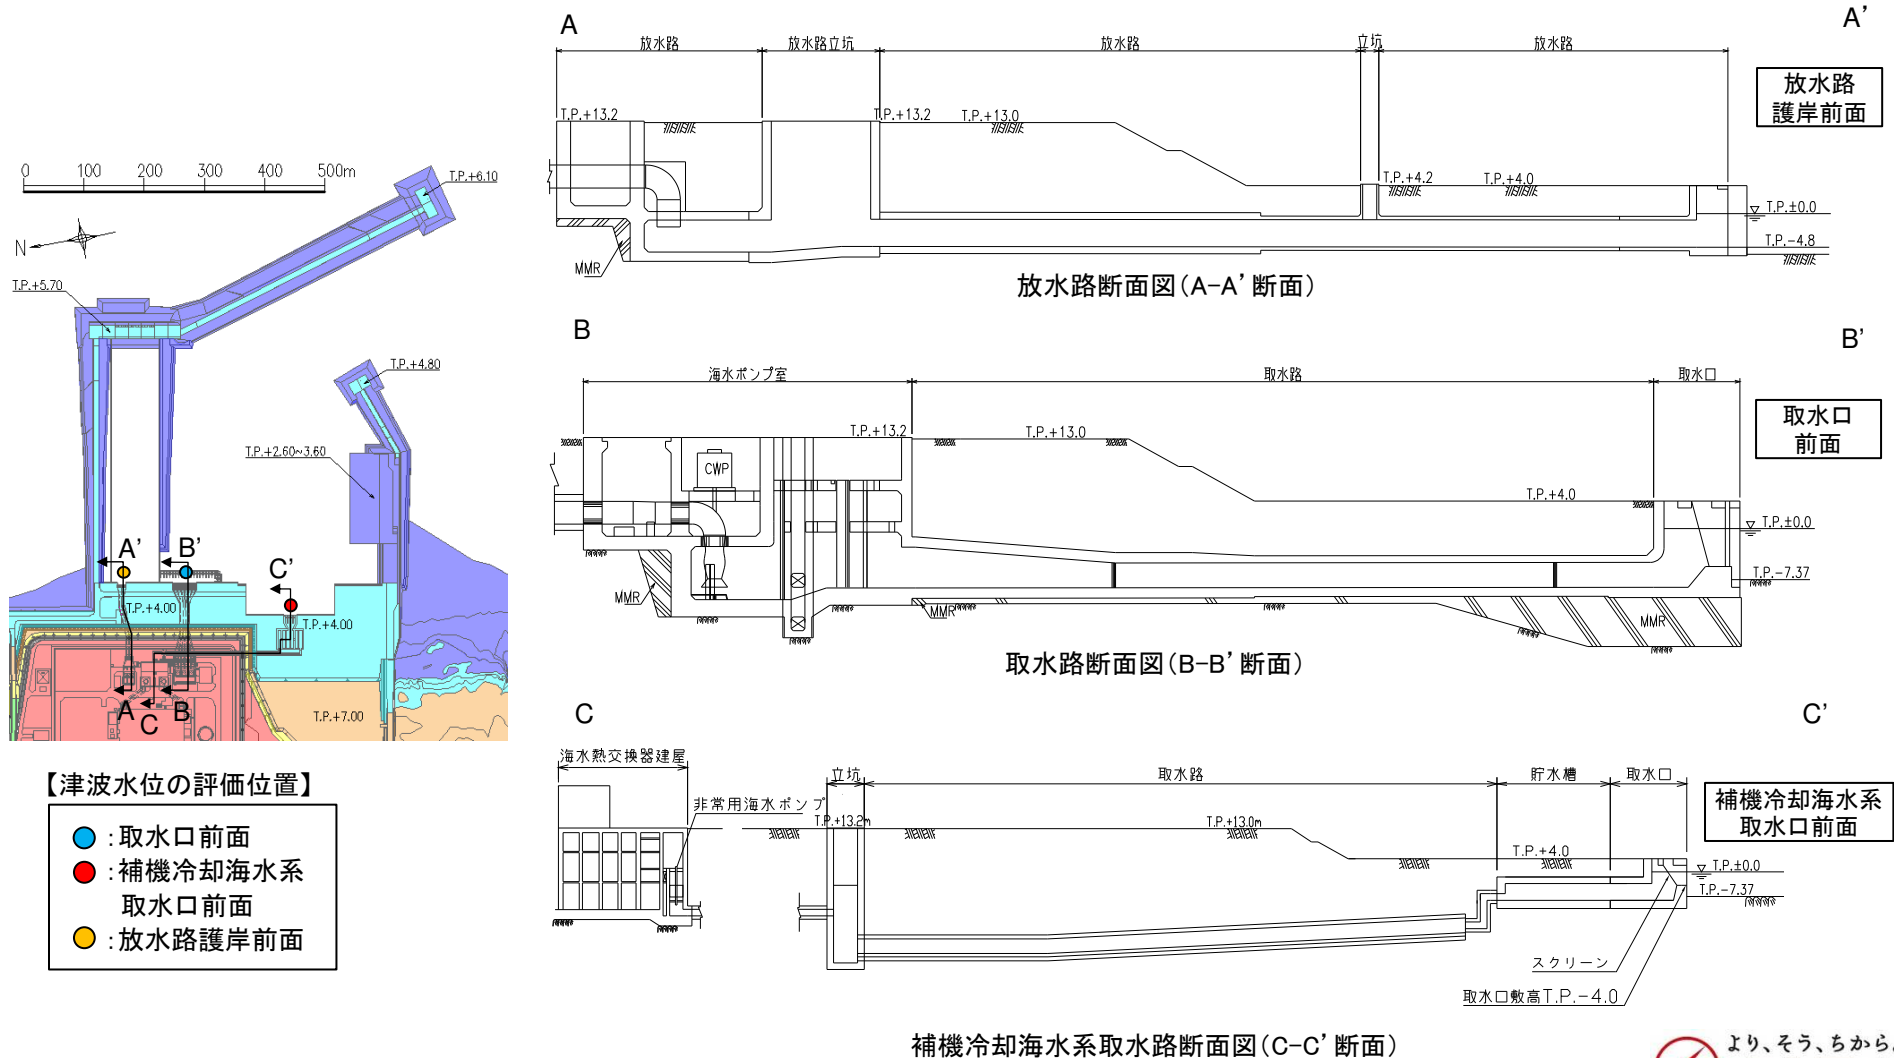 0 100 200 300 400 500m
N
T.P.+6.10
T.P.+5.70
T.P.+4.80
T.P.+2.60~3.60
A’
B’
C’
T.P.+4.00
T.P.+4.00
A
C
B
T.P.+7.00
【津波水位の評価位置】
:取水口前面
:補機冷却海水系
取水口前面
:放水路護岸前面
A
A’
放水路
放水路立坑
放水路
立坑
放水路
放水路
護岸前面
T.P.+13.2
T.P.+13.2
T.P.+13.0
T.P.+4.2
T.P.+4.0
T.P.±0.0
T.P.-4.8
MMR
放水路断面図(A-A’断面)
B
B’
海水ポンプ室
取水路
取水口
取水口
前面
T.P.+13.2
T.P.+13.0
CWP
T.P.+4.0
T.P.±0.0
T.P.-7.37
MMR
MMR
MMR
取水路断面図(B-B’断面)
C
C’
海水熱交換器建屋
立坑
取水路
貯水槽
取水口
補機冷却海水系
取水口前面
非常用海水ポンプ
T.P.+13.2m
T.P.+13.0m
T.P.+4.0
T.P.±0.0
T.P.-7.37
スクリーン
取水口敷高T.P.-4.0
補機冷却海水系取水路断面図(C-C’断面)
より、そう、ちから。